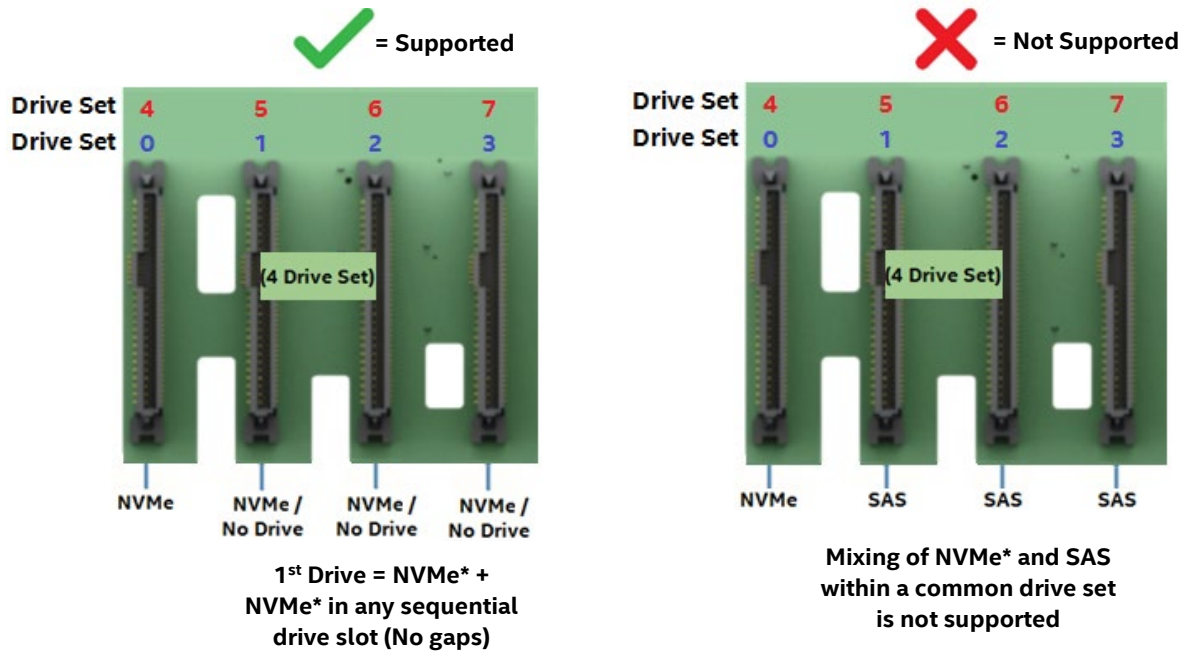 = Supported
Drive Set 4 5 6 7
Drive Set 0 1 2 3
(4 Drive Set)
NVMe
NVMe / No Drive
NVMe / No Drive
NVMe / No Drive
1st Drive = NVMe* +
NVMe* in any sequential
drive slot (No gaps)
= Not Supported
Drive Set 4 5 6 7
Drive Set 0 1 2 3
(4 Drive Set)
NVMe SAS SAS SAS
Mixing of NVMe* and SAS
within a common drive set
is not supported